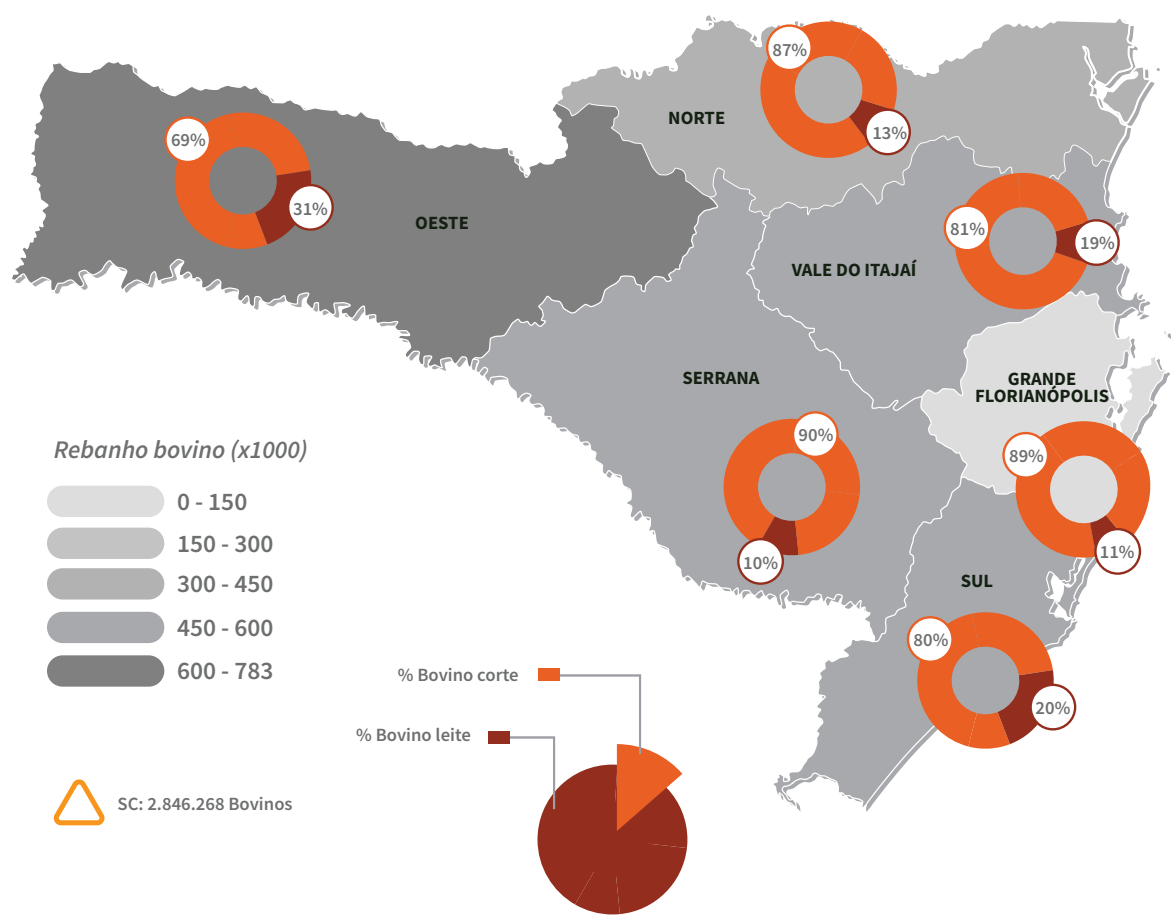 87%
NORTE
13%
69%
31%
OESTE
81%
19%
VALE DO ITAJAÍ
SERRANA
GRANDE
FLORIANÓPOLIS
90%
89%
10%
11%
SUL
80%
20%
Rebanho bovino (x1000)
0 - 150
150 - 300
300 - 450
450 - 600
600 - 783
% Bovino corte
% Bovino leite
SC: 2.846.268 Bovinos